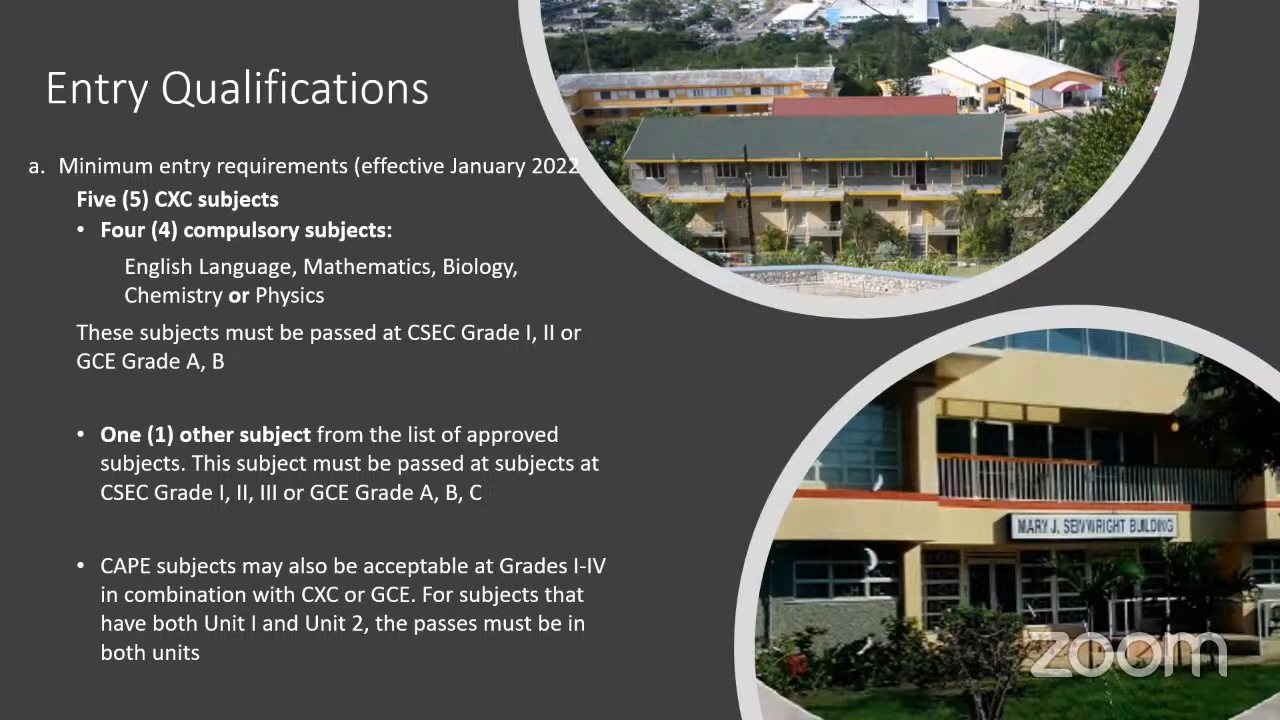 Entry Qualifications
a. Minimum entry requirements (effective January 2022
Five (5) CXC subjects
• Four (4) compulsory subjects:
English Language, Mathematics, Biology,
Chemistry or Physics
These subjects must be passed at CSEC Grade I, II or
GCE Grade A, B
• One (1) other subject from the list of approved
subjects. This subject must be passed at subjects at
CSEC Grade I, II, III or GCE Grade A, B, C
• CAPE subjects may also be acceptable at Grades I-IV
in combination with CXC or GCE. For subjects that
have both Unit I and Unit 2, the passes must be in
both units
MARY J. SEIVWRIGHT BUILDING
zoom